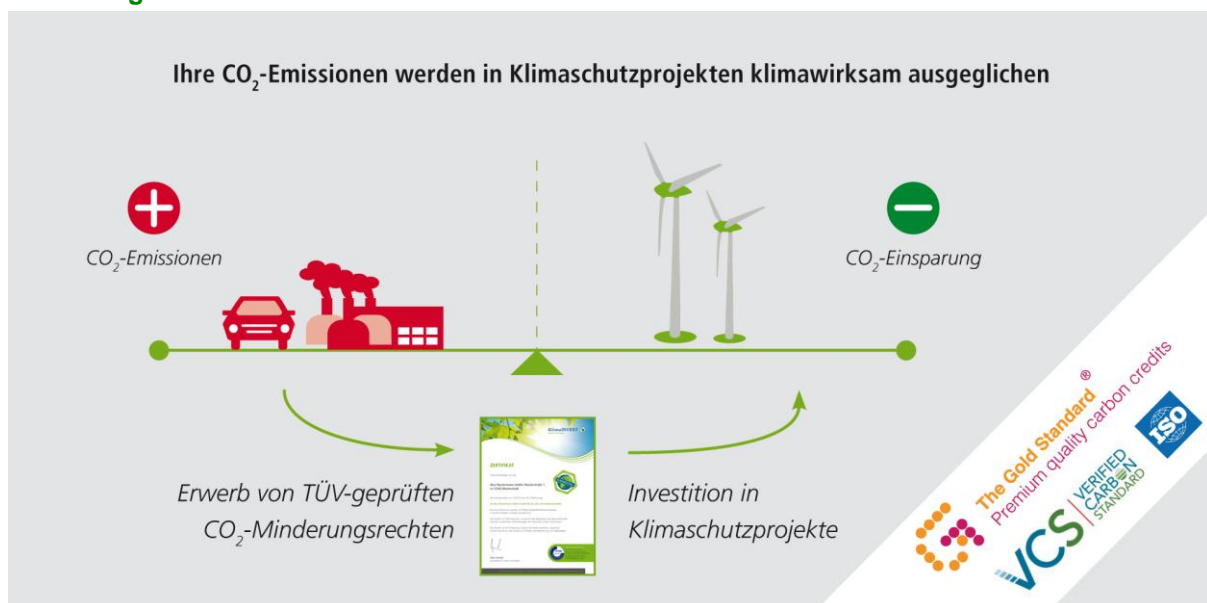 Ihre CO₂-Emissionen werden in Klimaschutzprojekten klimawirksam ausgeglichen
CO₂-Emissionen
CO₂-Einsparung
Erwerb von TÜV-geprüften
CO₂-Minderungsrechten
ZERTIFIKAT
Investition in
Klimaschutzprojekte
The Gold Standard®
Premium quality carbon credits
VCS
VERIFIED
CARBON
STANDARD
ISO